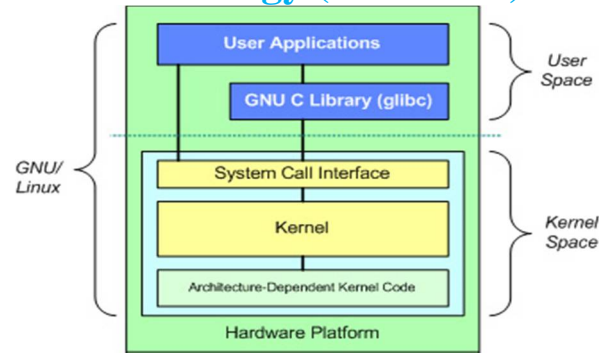 User Applications
User
Space
GNU C Library (glibc)
GNU/
Linux
System Call Interface
Kernel
Kernel
Space
Architecture-Dependent Kernel Code
Hardware Platform